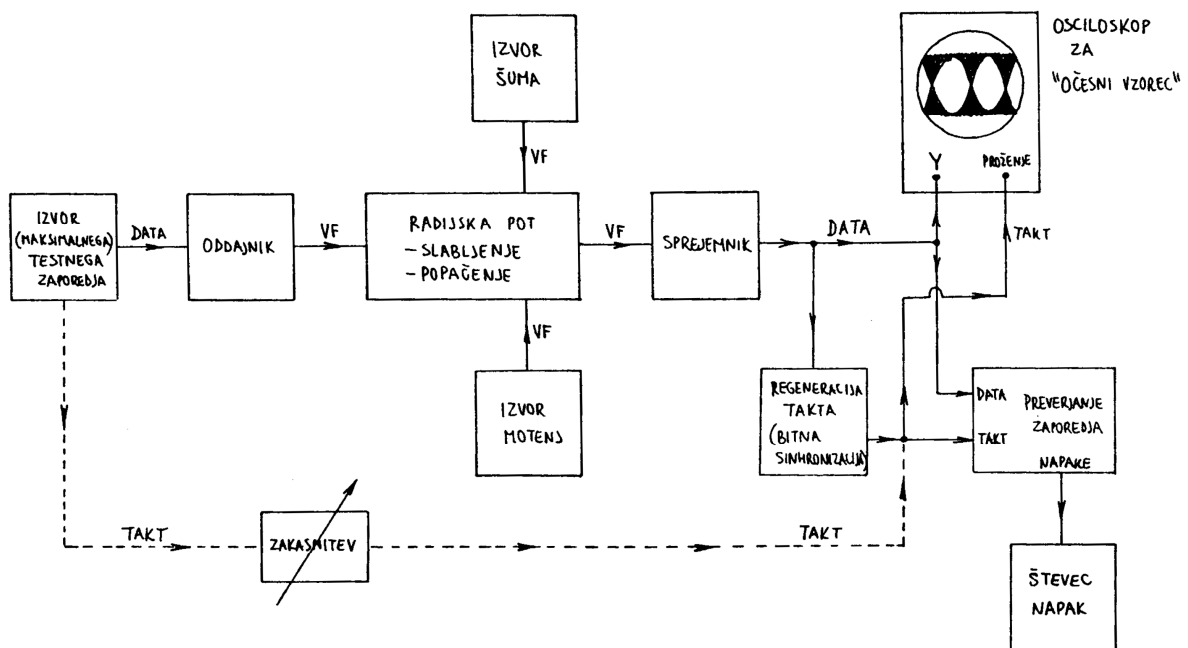 IZVOR
ŠUMA
OSCILOSKOP
ZA
"OČESNI VZOREC"
Y
PROŽENJE
VF
TAKT
IZVOR
(MAKSIMALNEGA)
TESTNEGA
ZAPOREDJA
DATA
ODDAJNIK
VF
RADIJSKA POT
- SLABLJENJE
- POPAČENJE
VF
SPREJEMNIK
DATA
VF
IZVOR
MOTENJ
REGENERACIJA
TAKTA
(BITNA
SINHRONIZACIJA)
DATA
TAKT
PREVERJANJE
ZAPOREDJA
NAPAKE
TAKT
ZAKASNITEV
TAKT
ŠTEVEC
NAPAK